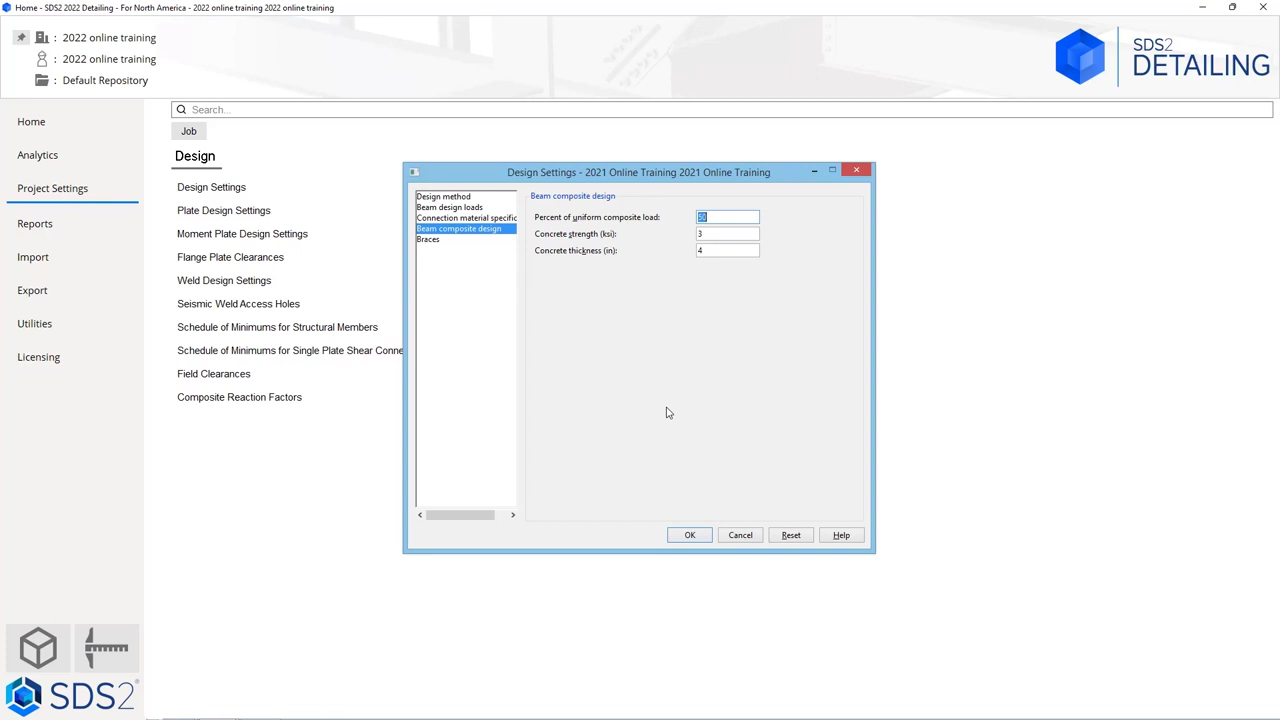 Home - SDS2 2022 Detailing - For North America - 2022 online training 2022 online training
: 2022 online training
: 2022 online training
: Default Repository
SDS2
DETAILING
Search...
Home
Analytics
Project Settings
Reports
Import
Export
Utilities
Licensing
Job
Design
Design Settings
Plate Design Settings
Moment Plate Design Settings
Flange Plate Clearances
Weld Design Settings
Seismic Weld Access Holes
Schedule of Minimums for Structural Members
Schedule of Minimums for Single Plate Shear Conne
Field Clearances
Composite Reaction Factors
Design Settings - 2021 Online Training 2021 Online Training
Design method
Beam design loads
Connection material specific
Beam composite design
Braces
Beam composite design
Percent of uniform composite load:
Concrete strength (ksi): 3
Concrete thickness (in): 4
OK Cancel Reset Help
SDS2